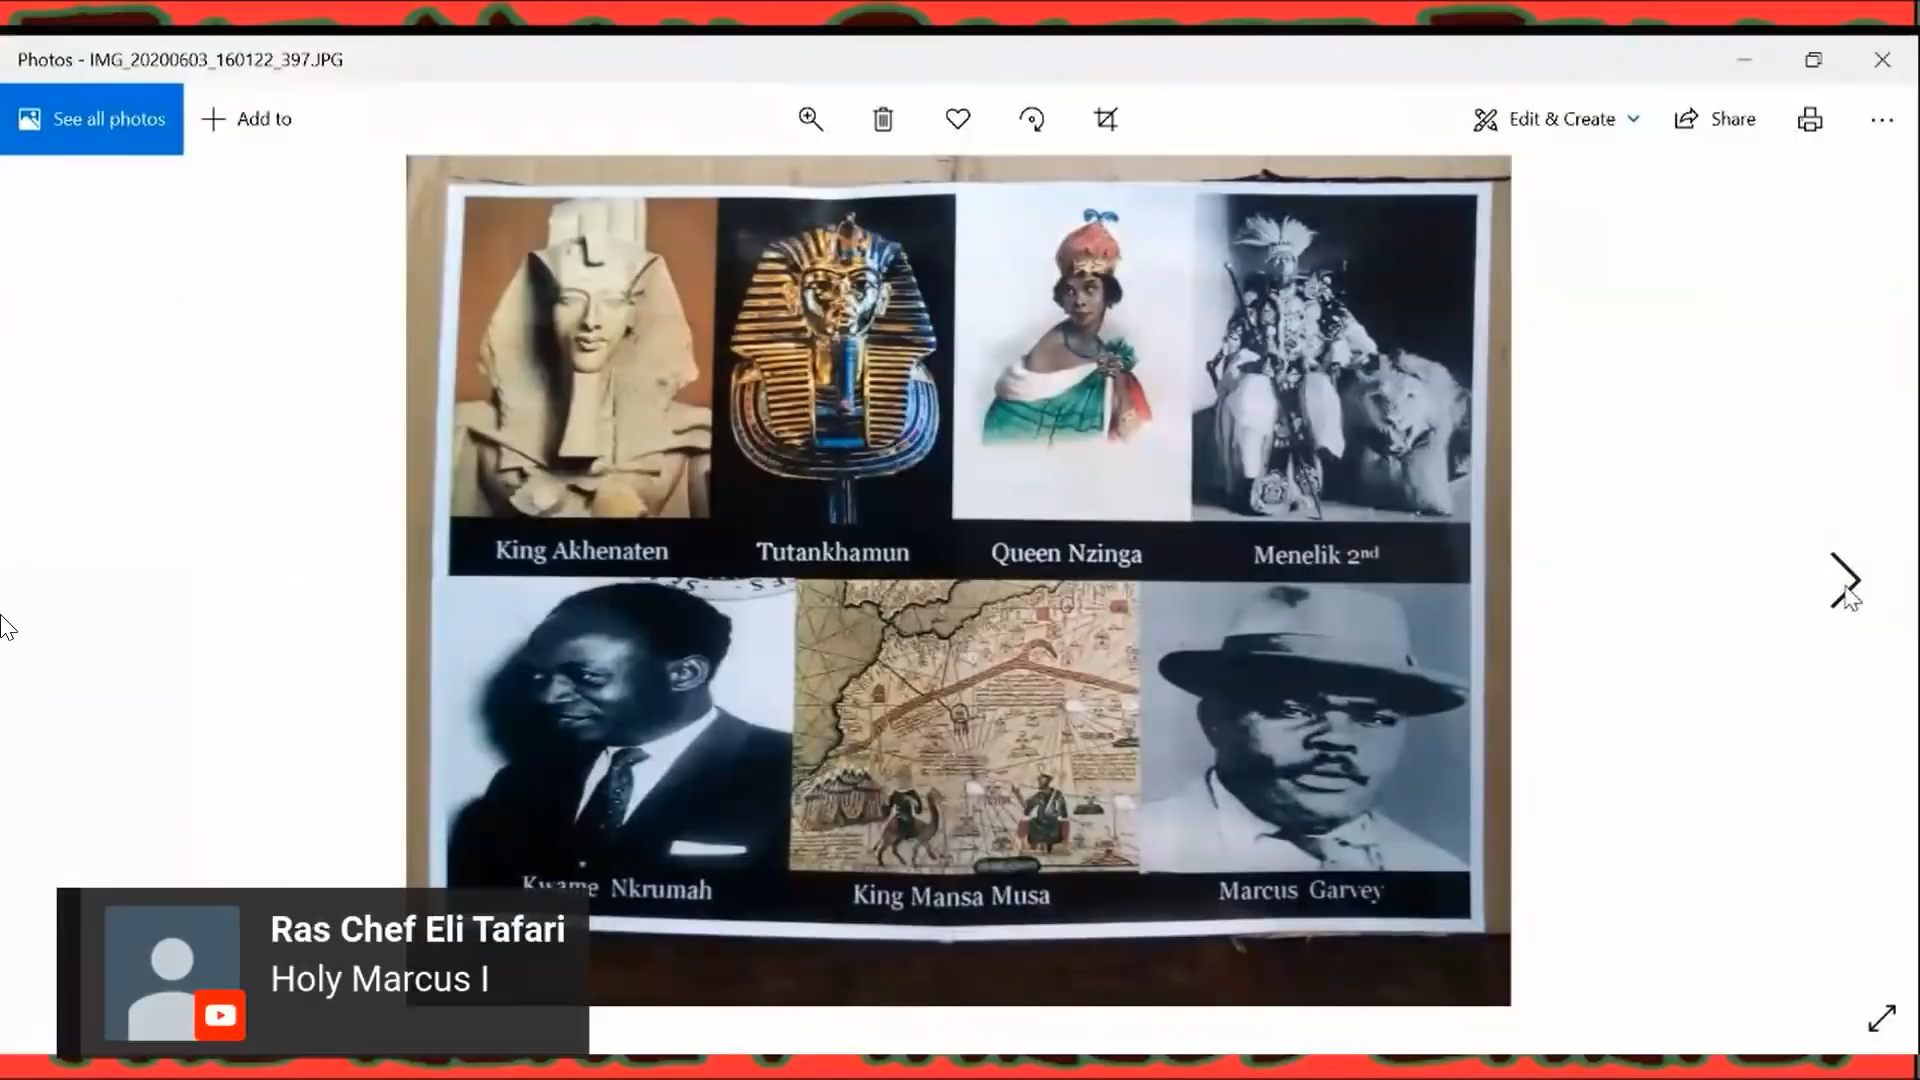 Photos - IMG_20200603_160122_397.JPG
See all photos
Add to
Edit & Create
Share
King Akhenaten
Tutankhamun
Queen Nzinga
Menelik 2nd
Kwame Nkrumah
King Mansa Musa
Marcus Garvey
Ras Chef Eli Tafari
Holy Marcus I